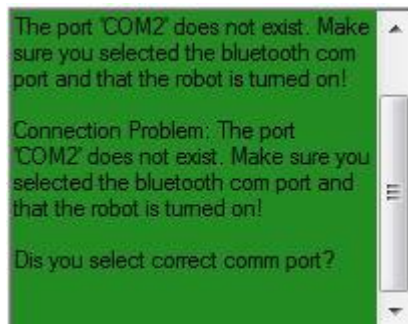 The port 'COM2' does not exist. Make
sure you selected the bluetooth com
port and that the robot is turned on!
Connection Problem: The port
'COM2' does not exist. Make sure you
selected the bluetooth com port and
that the robot is turned on!
Dis you select correct comm port?